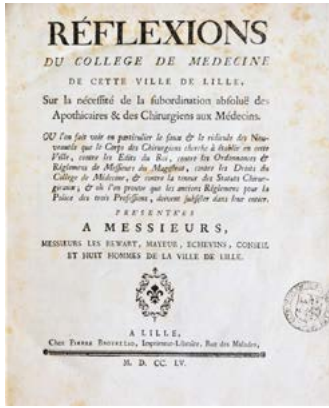 RÉFLEXIONS
DU COLLEGE DE MEDECINE
DE CETTE VILLE DE LILLE,
Sur la néceſſité de la ſubordination abſoluë des
Apothicaires & des Chirurgiens aux Médecins.
OU l'on fait voir en particulier le faux & le ridicule des Nou-
veautés que le Corps des Chirurgiens cherche à établir en cette
Ville, contre les Edits du Roi, contre les Ordonnances &
Réglemens de Meſſieurs du Magiſtrat, contre les Droits du
College de Médecine, & contre la teneur des Statuts Chirur-
gicaux; & où l'on prouve que les anciens Réglemens pour la
Police des trois Profeſſions, doivent ſubſiſter dans leur entier.
PRESENTÉES
A MESSIEURS,
MESSIEURS LES REWART, MAYEUR, ECHEVINS, CONSEIL
ET HUIT HOMMES DE LA VILLE DE LILLE.
A LILLE,
Chez PIERRE Imprimeur-Libraire, Rue des Malades,
M. D. CC. LV.